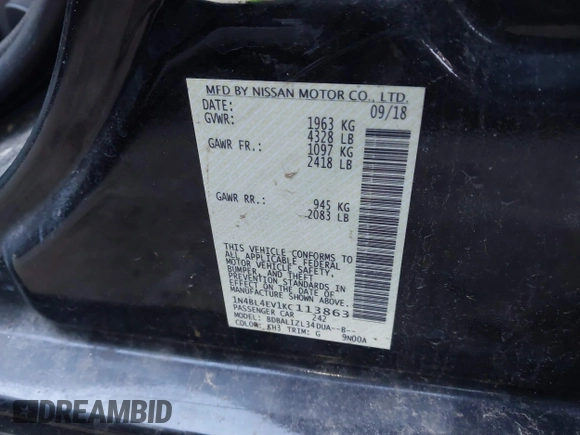 MFD BY NISSAN MOTOR CO., LTD.
DATE: 09/18
GVWR: 1963 KG
4328 LB
GAWR FR.: 1097 KG
2418 LB
GAWR RR.: 945 KG
2083 LB
THIS VEHICLE CONFORMS TO
ALL APPLICABLE FEDERAL
MOTOR VEHICLE SAFETY,
BUMPER, AND THEFT
PREVENTION STANDARDS IN
EFFECT ON THE DATE OF
MANUFACTURE SHOWN ABOVE.
1N4BL4EV1KC113863
PASSENGER CAR 242
MODEL: BDBALIZL34DUA--B--
COLOR: KH3 TRIM: G 9N00A
DREAMBID